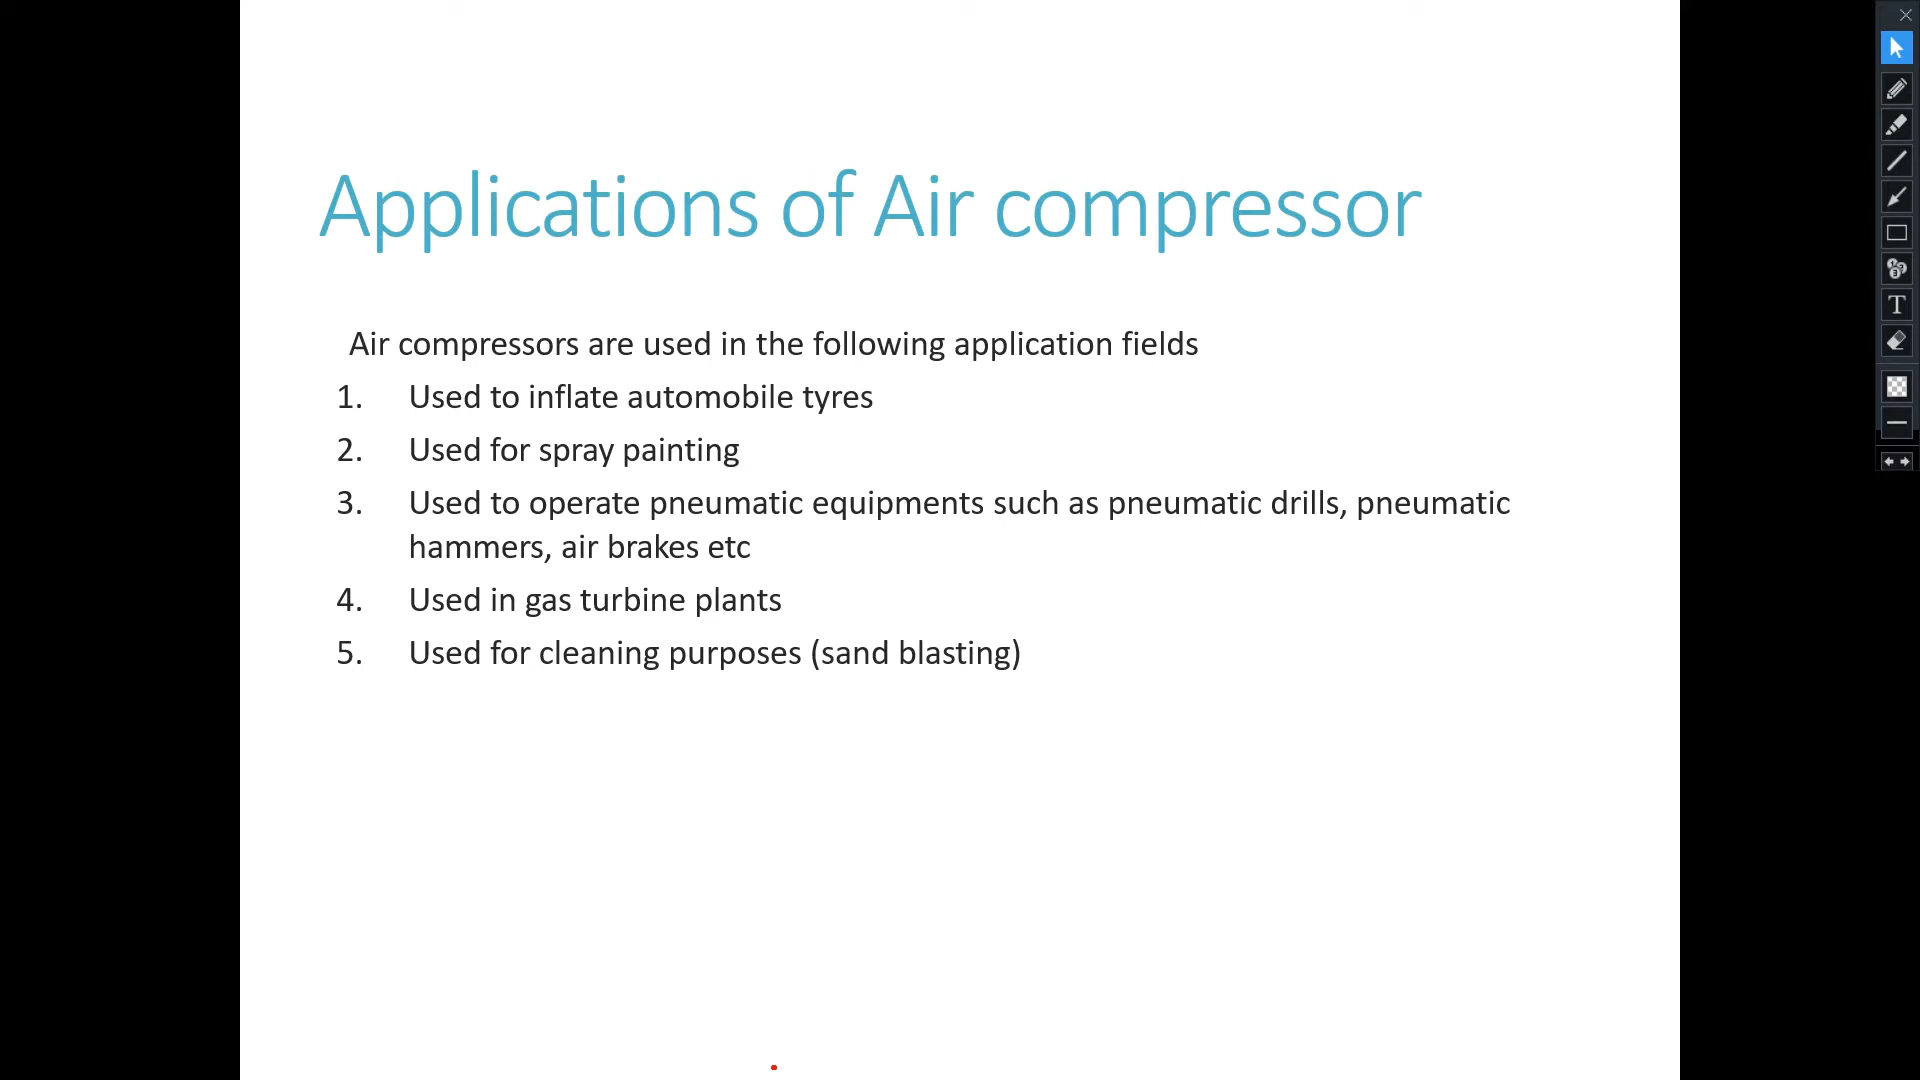 Applications of Air compressor
Air compressors are used in the following application fields
1. Used to inflate automobile tyres
2. Used for spray painting
3. Used to operate pneumatic equipments such as pneumatic drills, pneumatic
hammers, air brakes etc
4. Used in gas turbine plants
5. Used for cleaning purposes (sand blasting)